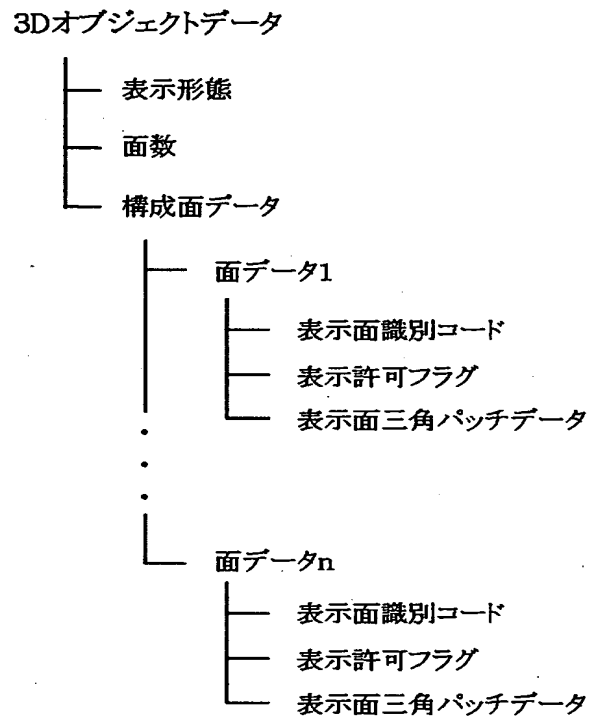 3Dオブジェクトデータ
表示形態
面数
構成面データ
面データ1
表示面識別コード
表示許可フラグ
表示面三角パッチデータ
面データn
表示面識別コード
表示許可フラグ
表示面三角パッチデータ